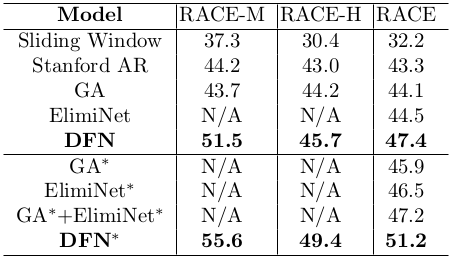 Model RACE-M RACE-H RACE
Sliding Window 37.3 30.4 32.2
Stanford AR 44.2 43.0 43.3
GA 43.7 44.2 44.1
ElimiNet N/A N/A 44.5
DFN 51.5 45.7 47.4
GA* N/A N/A 45.9
ElimiNet* N/A N/A 46.5
GA*+ElimiNet* N/A N/A 47.2
DFN* 55.6 49.4 51.2